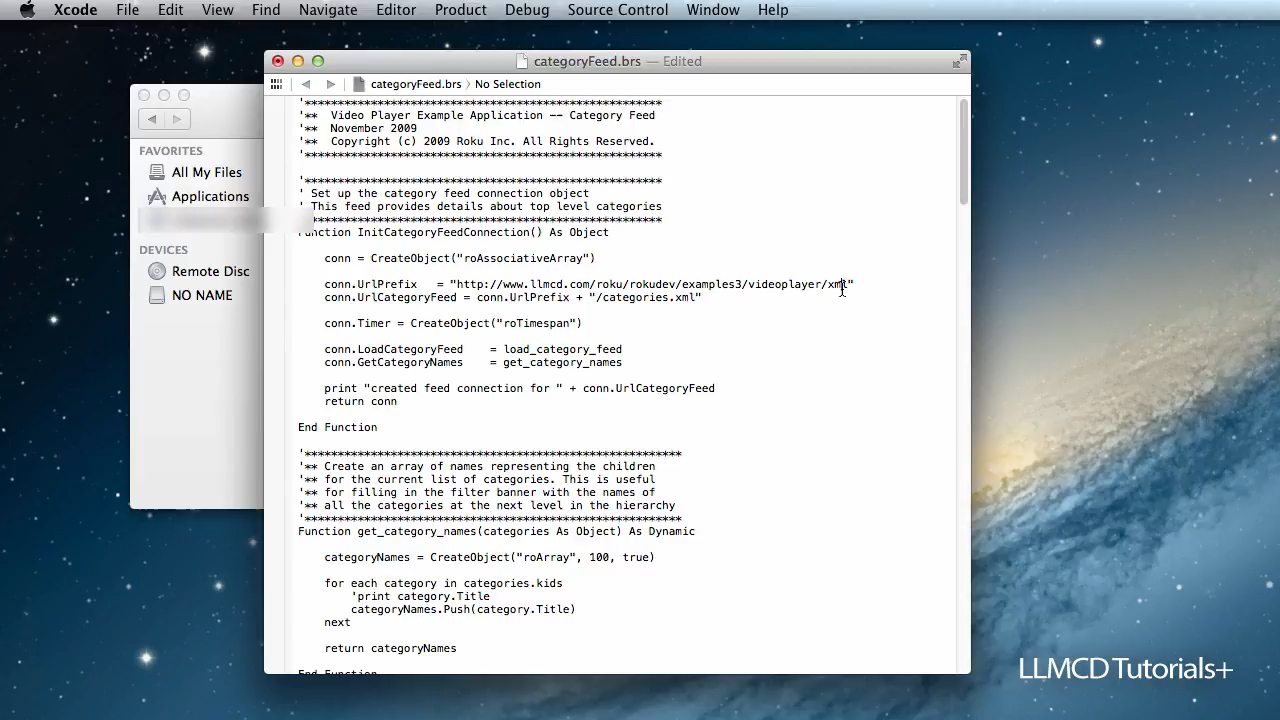 Xcode File Edit View Find Navigate Editor Product Debug Source Control Window Help
categoryFeed.brs — Edited
categoryFeed.brs 〉 No Selection
FAVORITES
All My Files
Applications
DEVICES
Remote Disc
NO NAME
'******************************************************
'**  Video Player Example Application -- Category Feed
'**  November 2009
'**  Copyright (c) 2009 Roku Inc. All Rights Reserved.
'******************************************************
'******************************************************
' Set up the category feed connection object
' This feed provides details about top level categories
'******************************************************
Function InitCategoryFeedConnection() As Object
    conn = CreateObject("roAssociativeArray")
    conn.UrlPrefix   = "http://www.llmcd.com/roku/rokudev/examples3/videoplayer/xml"
    conn.UrlCategoryFeed = conn.UrlPrefix + "/categories.xml"
    conn.Timer = CreateObject("roTimespan")
    conn.LoadCategoryFeed    = load_category_feed
    conn.GetCategoryNames    = get_category_names
    print "created feed connection for " + conn.UrlCategoryFeed
    return conn
End Function
'*********************************************************
'** Create an array of names representing the children
'** for the current list of categories. This is useful
'** for filling in the filter banner with the names of
'** all the categories at the next level in the hierarchy
'*********************************************************
Function get_category_names(categories As Object) As Dynamic
    categoryNames = CreateObject("roArray", 100, true)
    for each category in categories.kids
        'print category.Title
        categoryNames.Push(category.Title)
    next
    return categoryNames
End Function
LLMCD Tutorials+